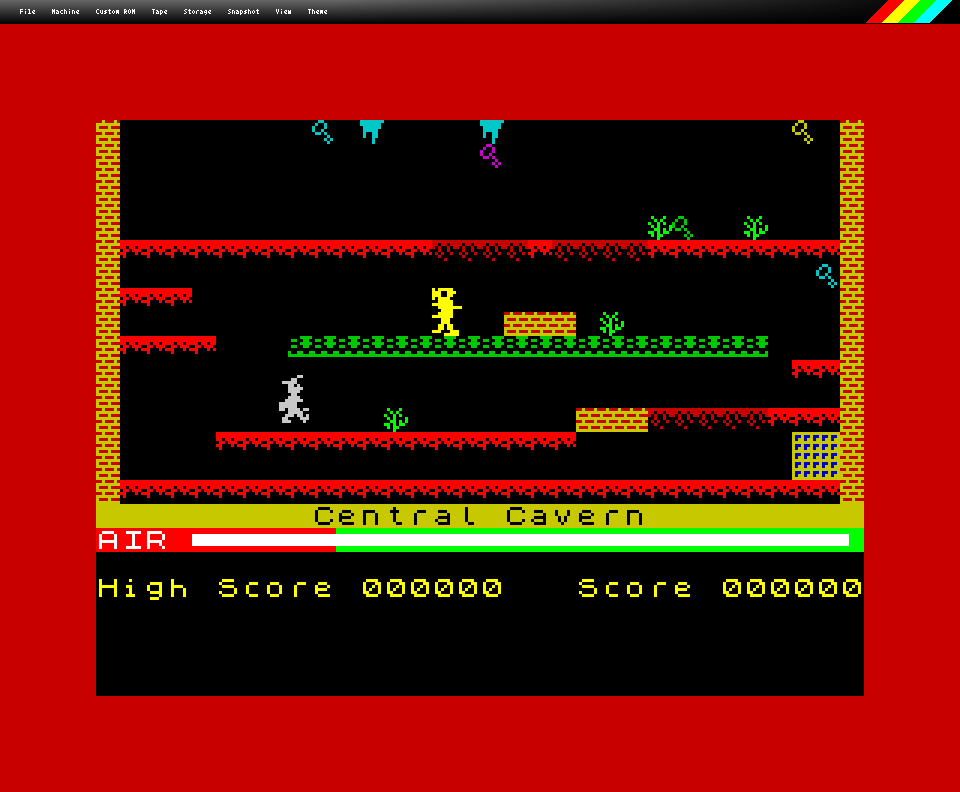 File Machine Custom ROM Tape Storage Snapshot View Theme
Central Cavern
AIR
High Score 000000 Score 000000